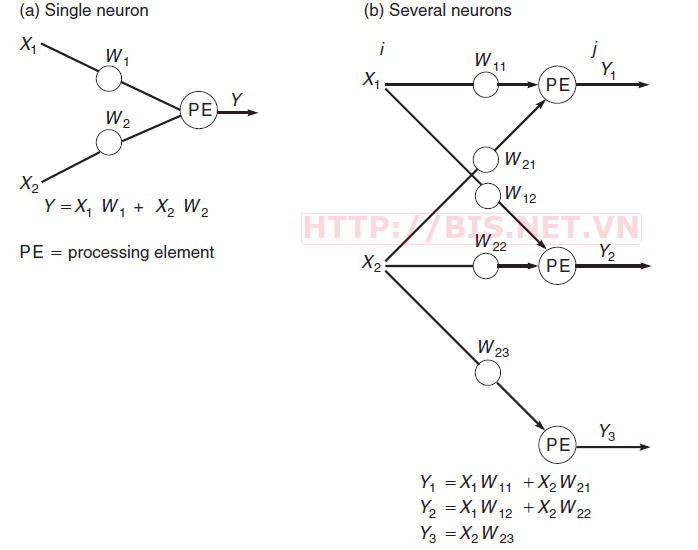 (a) Single neuron
X₁
W₁
W₂
PE
Y
X₂
Y = X₁ W₁ + X₂ W₂
PE = processing element
(b) Several neurons
i
j
X₁
W₁₁
PE
Y₁
W₂₁
W₁₂
HTTP://BIS.NET.VN
X₂
W₂₂
PE
Y₂
W₂₃
PE
Y₃
Y₁ = X₁ W₁₁ + X₂ W₂₁
Y₂ = X₁ W₁₂ + X₂ W₂₂
Y₃ = X₂ W₂₃